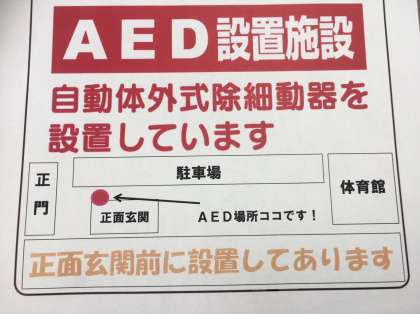 AED設置施設
自動体外式除細動器を
設置しています
正門
駐車場
体育館
正面玄関
AED場所ココです！
正面玄関前に設置してあります